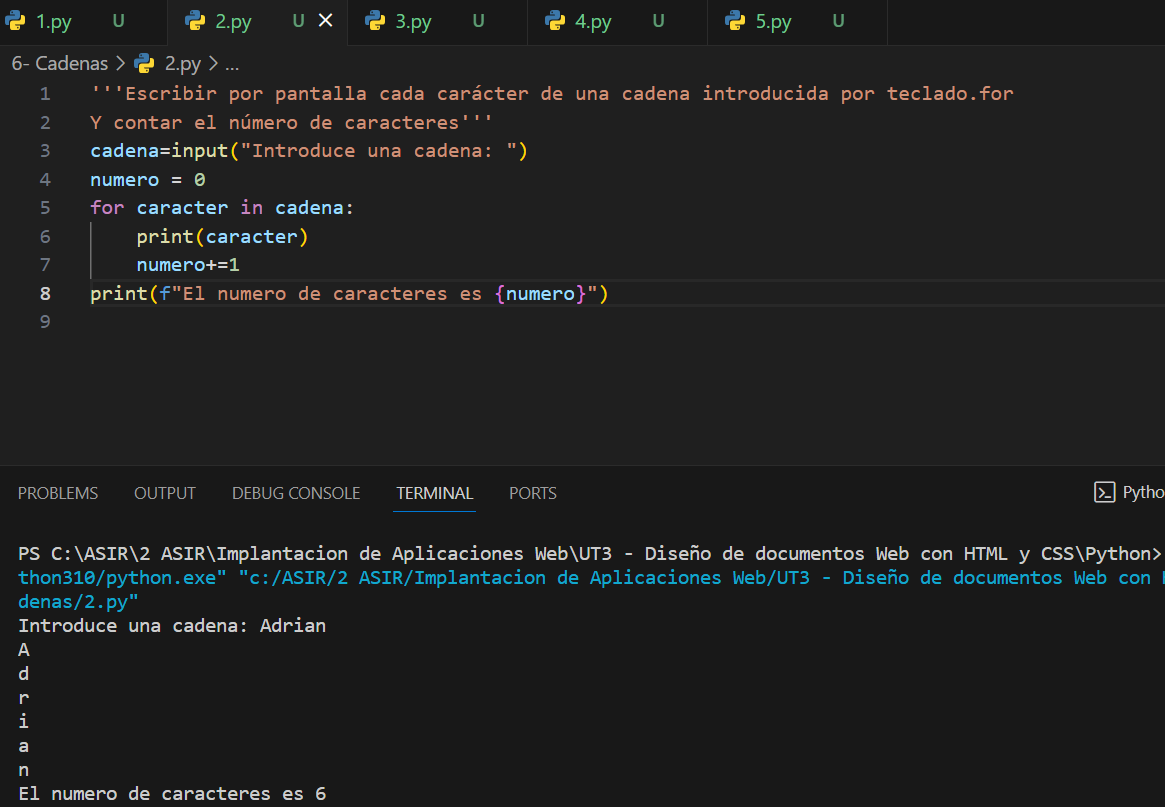 1.py U 2.py U 3.py U 4.py U 5.py U
6- Cadenas > 2.py > ...
1 '''Escribir por pantalla cada carácter de una cadena introducida por teclado.for
2 Y contar el número de caracteres'''
3 cadena=input("Introduce una cadena: ")
4 numero = 0
5 for caracter in cadena:
6     print(caracter)
7     numero+=1
8 print(f"El numero de caracteres es {numero}")
9
PROBLEMS OUTPUT DEBUG CONSOLE TERMINAL PORTS Pytho
PS C:\ASIR\2 ASIR\Implantacion de Aplicaciones Web\UT3 - Diseño de documentos Web con HTML y CSS\Python>
thon310/python.exe" "c:/ASIR/2 ASIR/Implantacion de Aplicaciones Web/UT3 - Diseño de documentos Web con
denas/2.py"
Introduce una cadena: Adrian
A
d
r
i
a
n
El numero de caracteres es 6